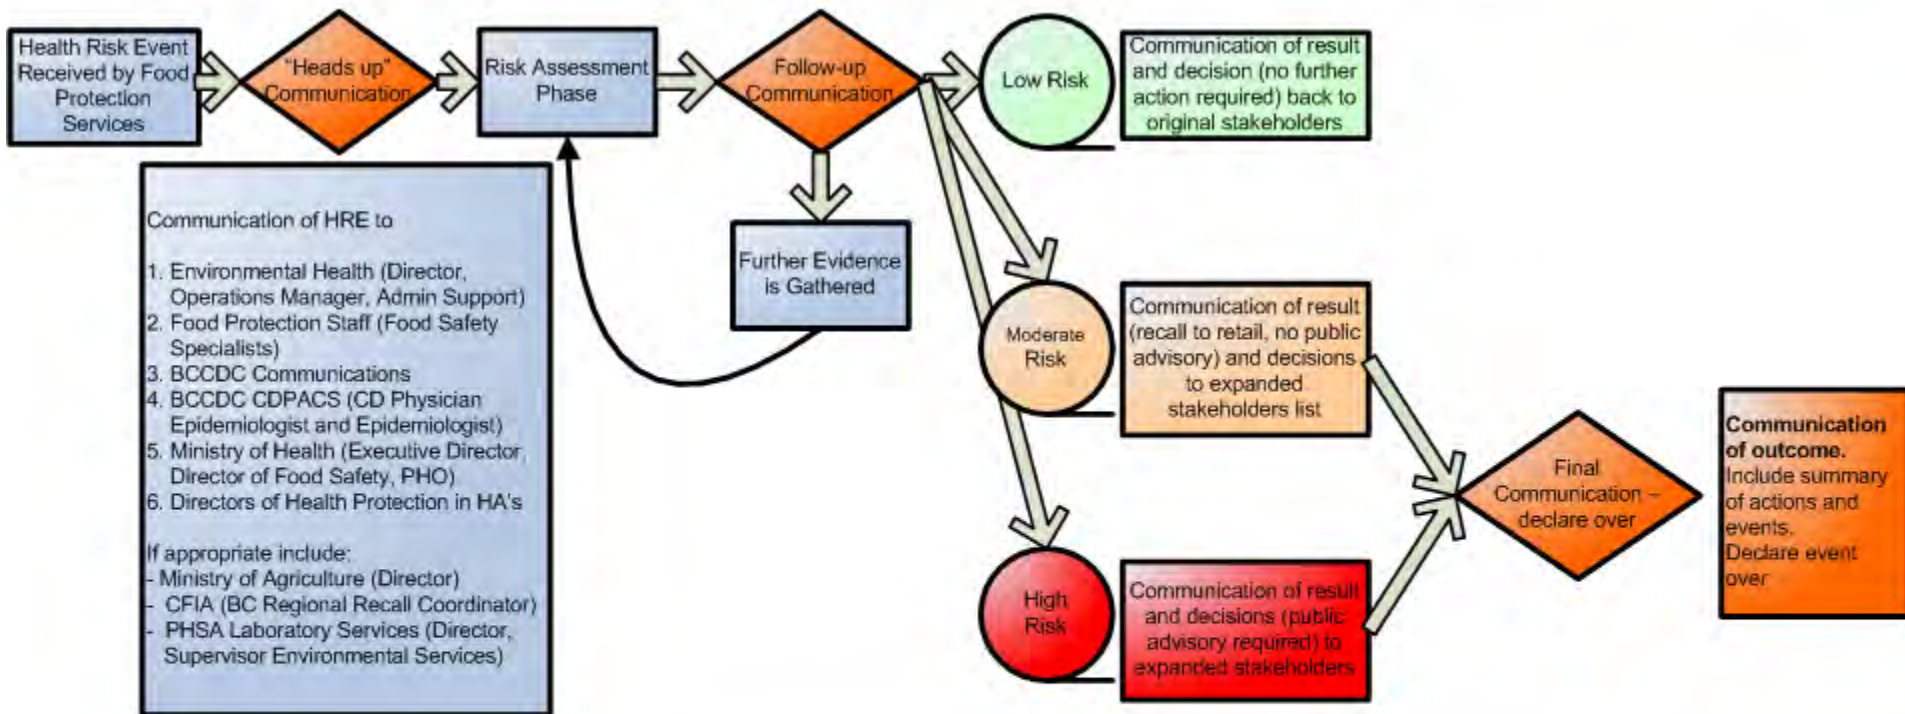 Health Risk Event
Received by Food
Protection
Services
"Heads up"
Communication
Risk Assessment
Phase
Follow-up
Communication
Low Risk
Communication of result
and decision (no further
action required) back to
original stakeholders
Communication of HRE to
1. Environmental Health (Director,
Operations Manager, Admin Support)
2. Food Protection Staff (Food Safety
Specialists)
3. BCCDC Communications
4. BCCDC CDPACS (CD Physician
Epidemiologist and Epidemiologist)
5. Ministry of Health (Executive Director,
Director of Food Safety, PHO)
6. Directors of Health Protection in HA's
If appropriate include:
- Ministry of Agriculture (Director)
- CFIA (BC Regional Recall Coordinator)
- PHSA Laboratory Services (Director,
Supervisor Environmental Services)
Further Evidence
is Gathered
Moderate
Risk
Communication of result
(recall to retail, no public
advisory) and decisions
to expanded
stakeholders list
High
Risk
Communication of result
and decisions (public
advisory required) to
expanded stakeholders
Final
Communication –
declare over
Communication
of outcome.
Include summary
of actions and
events.
Declare event
over